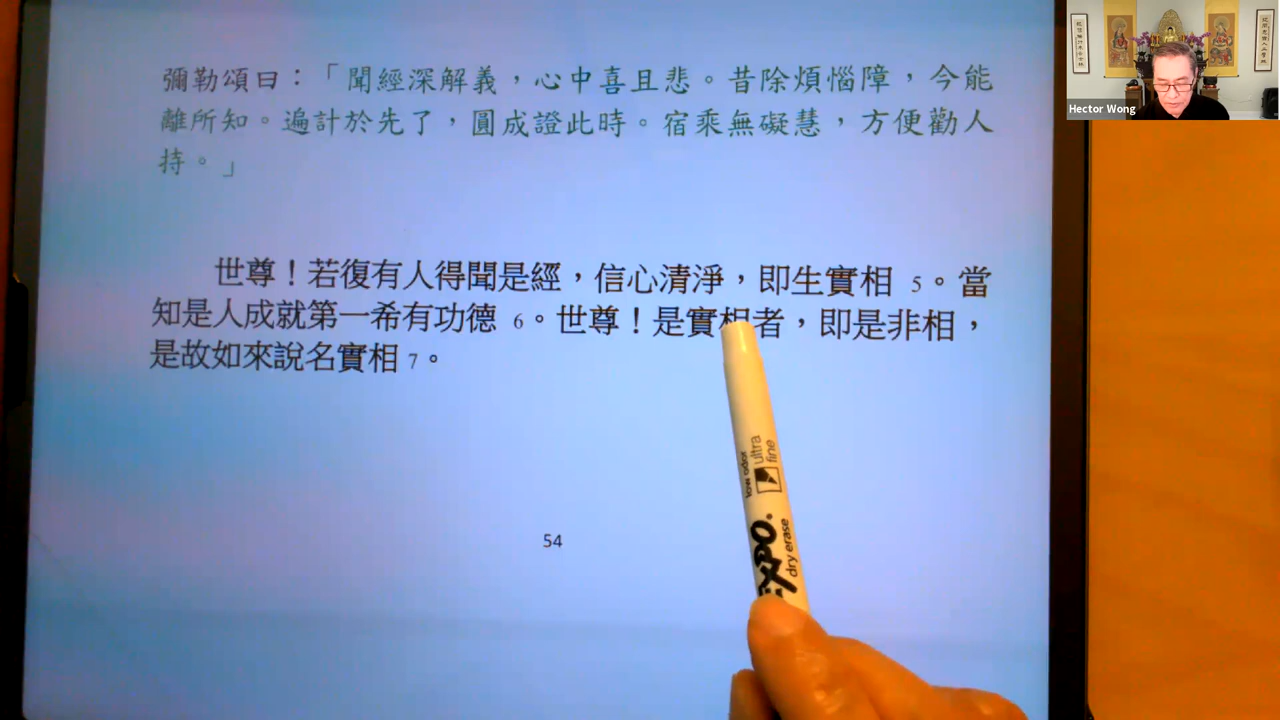 彌勒頌曰：「聞經深解義，心中喜且悲。昔除煩惱障，今能
離所知。遍計於先了，圓成證此時。宿乘無礙慧，方便勸人
持。」
世尊！若復有人得聞是經，信心清淨，即生實相 5。當
知是人成就第一希有功德 6。世尊！是實相者，即是非相，
是故如來說名實相 7。
54
low odor
ultra
fine
EXPO
dry erase
Hector Wong